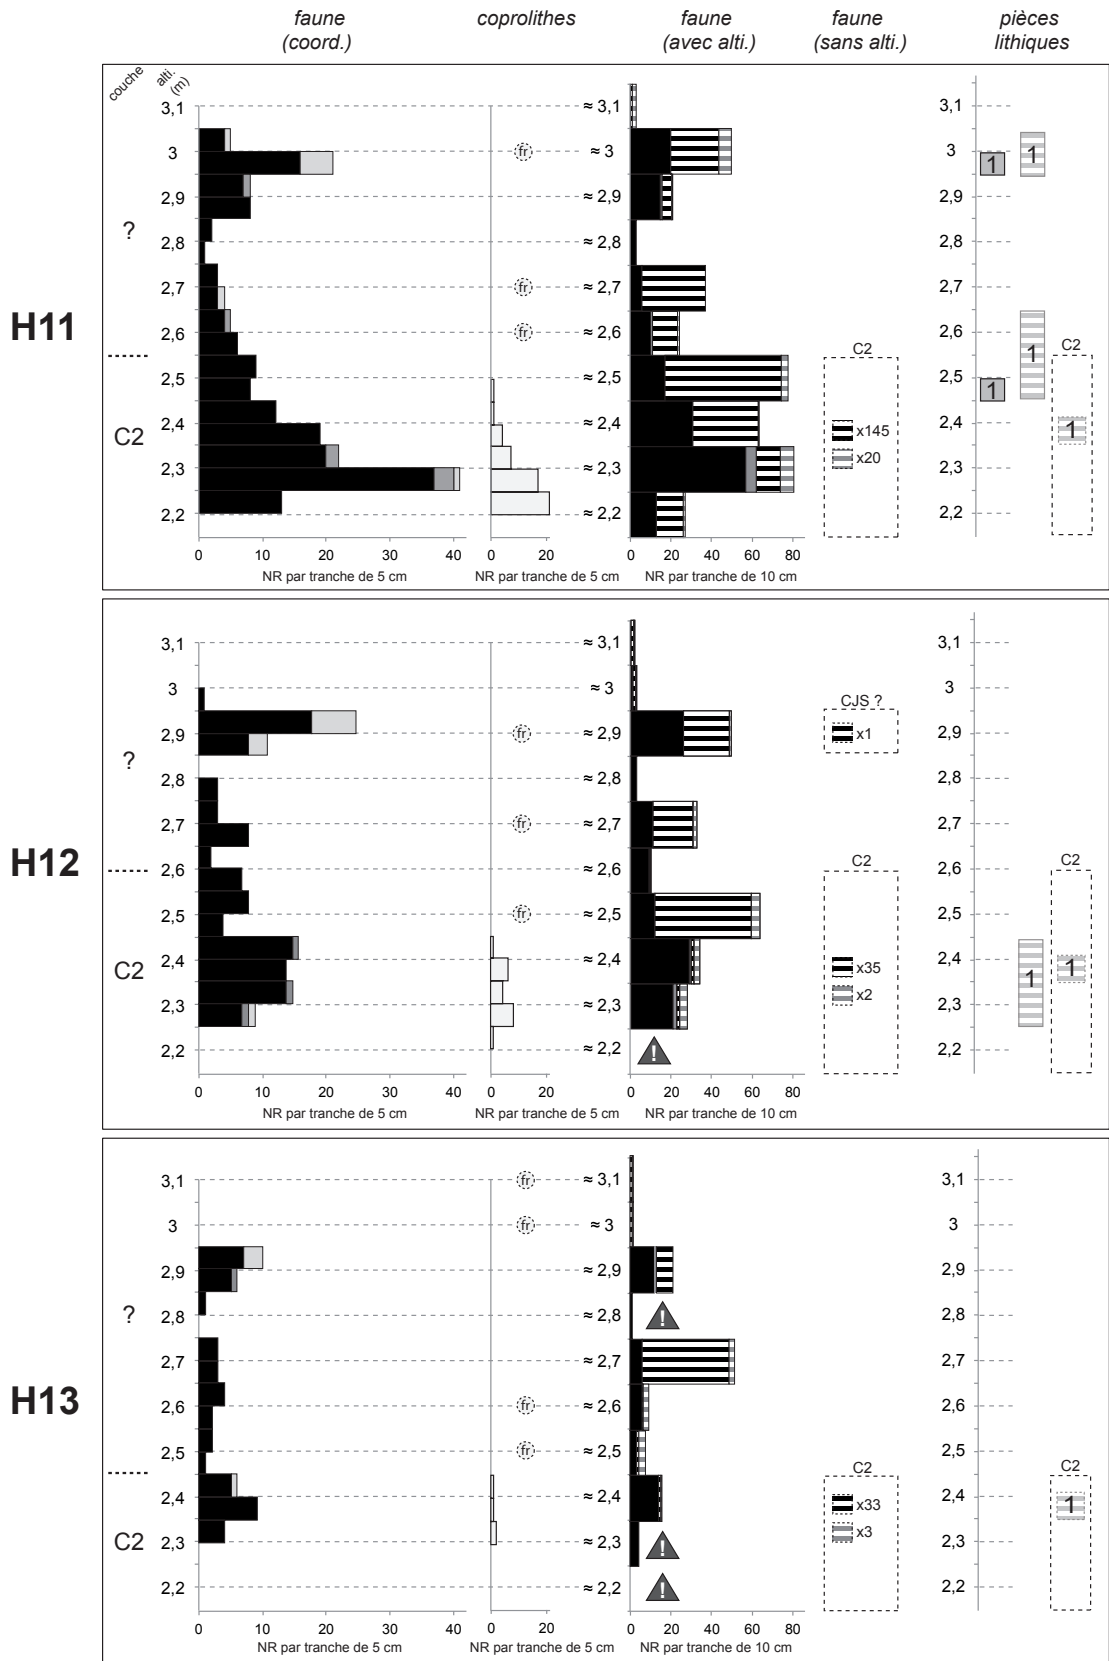 faune coprolithes faune faune pièces
(coord.) (avec alti.) (sans alti.) lithiques
couche alti. (m)
H11
3,1 ≈ 3,1
3 fr ≈ 3 3 1 1
2,9 ≈ 2,9 2,9
?
2,8 ≈ 2,8 2,8
2,7 fr ≈ 2,7 2,7
2,6 fr ≈ 2,6 2,6 1
C2 C2
2,5 ≈ 2,5 2,5 1
2,4 ≈ 2,4 x145 2,4 1
C2
2,3 ≈ 2,3 x20 2,3
2,2 ≈ 2,2 2,2
0 10 20 30 40 0 20 0 20 40 60 80
NR par tranche de 5 cm NR par tranche de 5 cm NR par tranche de 10 cm
H12
3,1 ≈ 3,1 3,1
3 ≈ 3 3
CJS ?
2,9 fr ≈ 2,9 x1 2,9
?
2,8 ≈ 2,8 2,8
2,7 fr ≈ 2,7 2,7
C2 C2
2,6 ≈ 2,6 2,6
2,5 fr ≈ 2,5 2,5
2,4 ≈ 2,4 x35 2,4 1 1
C2
2,3 ≈ 2,3 x2 2,3
2,2 ≈ 2,2 ! 2,2
0 10 20 30 40 0 20 0 20 40 60 80
NR par tranche de 5 cm NR par tranche de 5 cm NR par tranche de 10 cm
H13
3,1 fr ≈ 3,1 3,1
3 fr ≈ 3 3
2,9 ≈ 2,9 2,9
?
2,8 ≈ 2,8 ! 2,8
2,7 ≈ 2,7 2,7
2,6 fr ≈ 2,6 2,6
2,5 fr ≈ 2,5 2,5
C2 C2
2,4 ≈ 2,4 x33 2,4 1
C2
2,3 ≈ 2,3 ! x3 2,3
2,2 ≈ 2,2 ! 2,2
0 10 20 30 40 0 20 0 20 40 60 80
NR par tranche de 5 cm NR par tranche de 5 cm NR par tranche de 10 cm